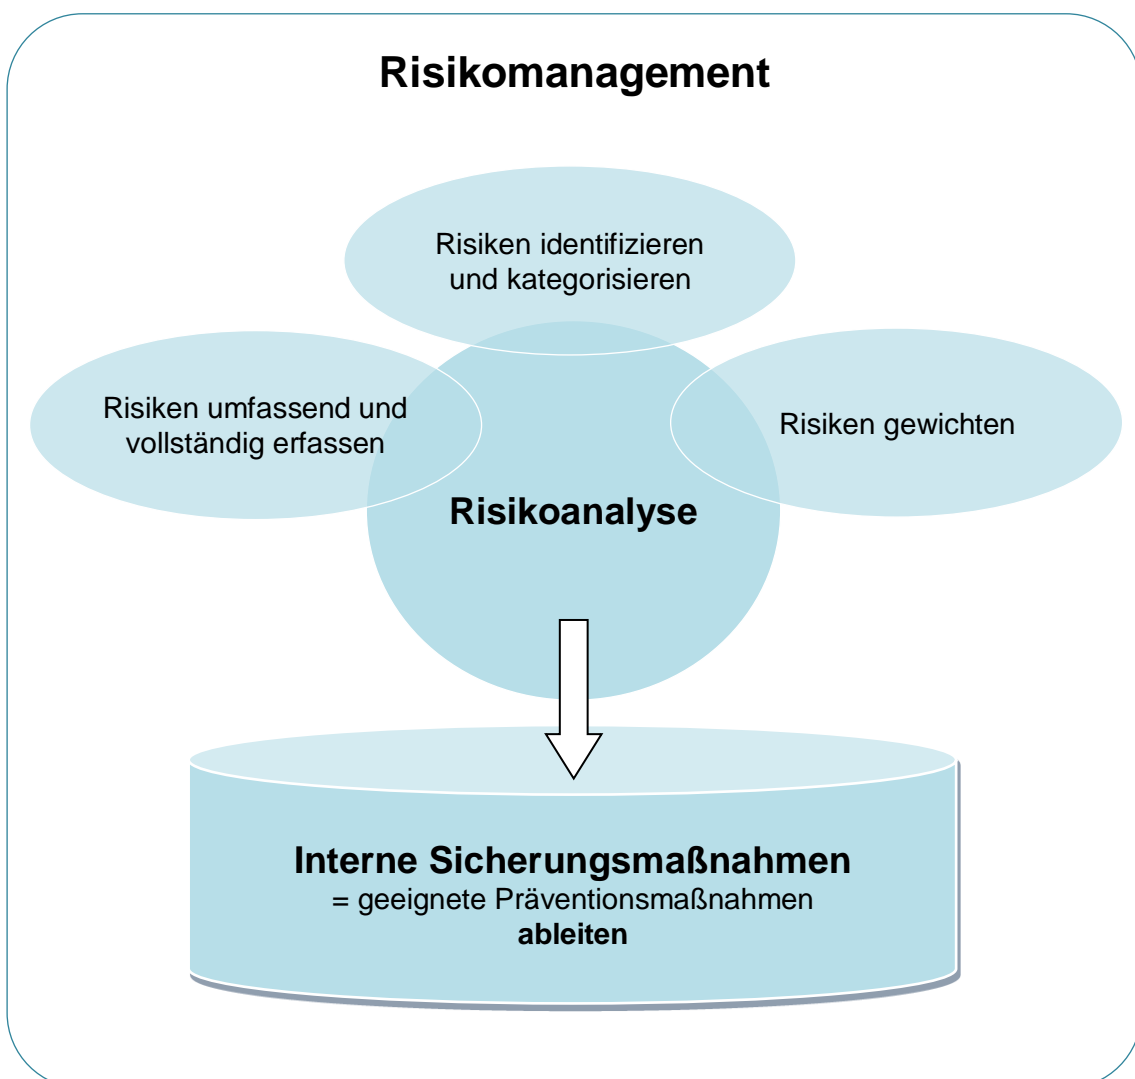 Risikomanagement
Risiken identifizieren
und kategorisieren
Risiken umfassend und
vollständig erfassen
Risiken gewichten
Risikoanalyse
Interne Sicherungsmaßnahmen
= geeignete Präventionsmaßnahmen
ableiten